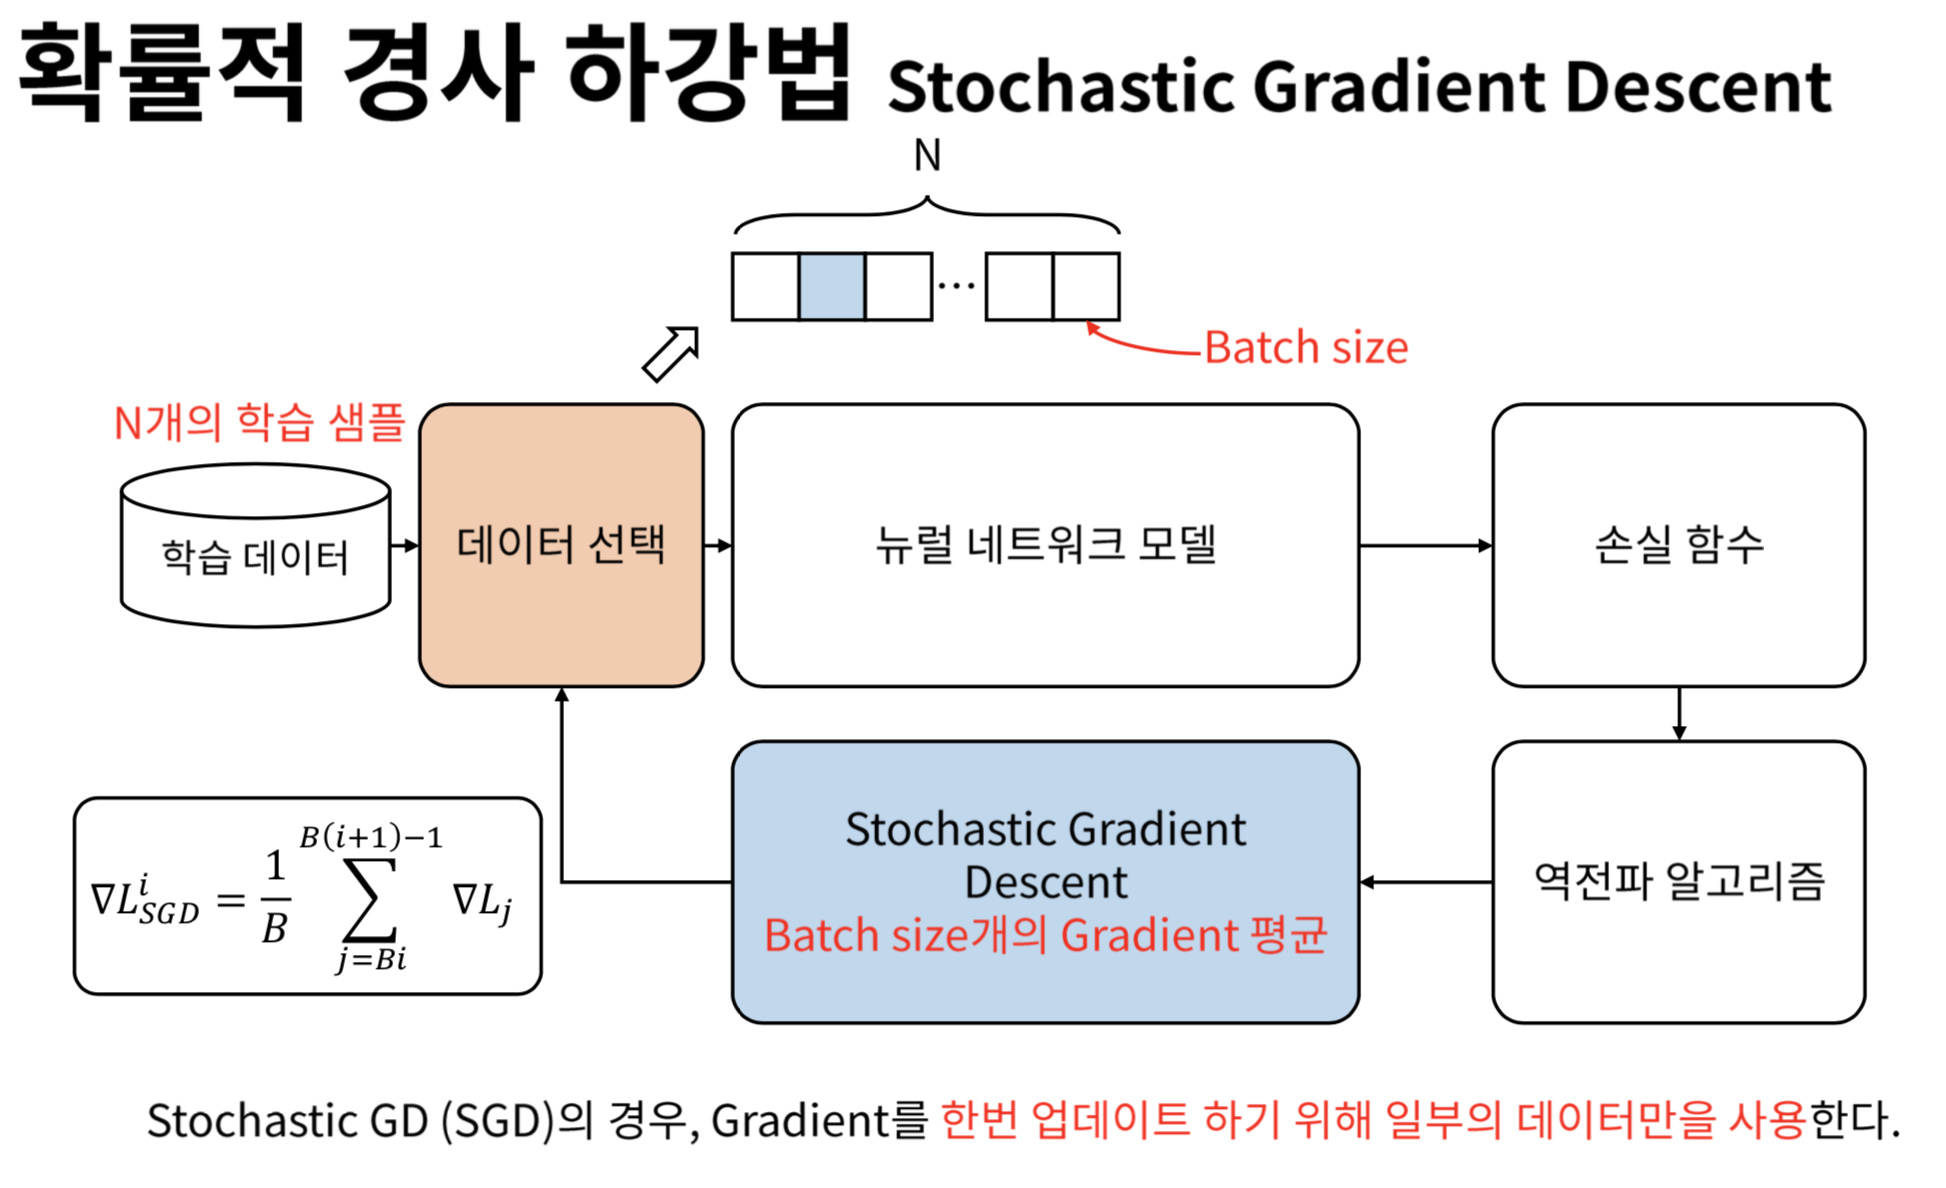 확률적 경사 하강법 Stochastic Gradient Descent
N
...
Batch size
N개의 학습 샘플
학습 데이터
데이터 선택
뉴럴 네트워크 모델
손실 함수
∇L^i_{SGD} = \frac{1}{B} \sum_{j=Bi}^{B(i+1)-1} ∇L_j
Stochastic Gradient
Descent
Batch size개의 Gradient 평균
역전파 알고리즘
Stochastic GD (SGD)의 경우, Gradient를 한번 업데이트 하기 위해 일부의 데이터만을 사용한다.